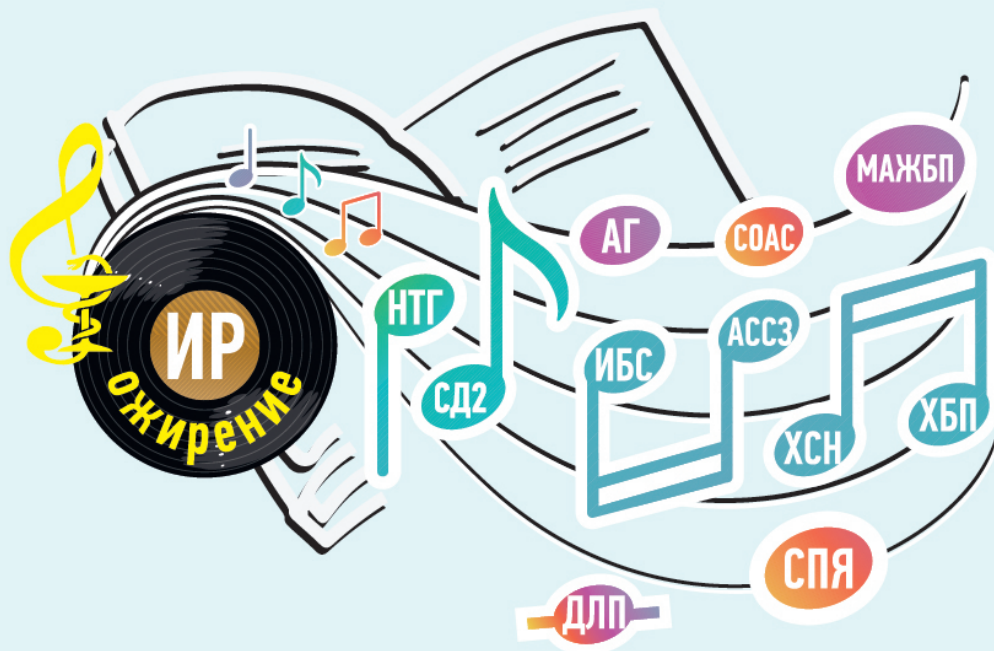 МАЖБП
АГ
СОАС
НТГ
АССЗ
ИР
ожирение
ИБС
СД2
ХБП
ХСН
СПЯ
ДЛП